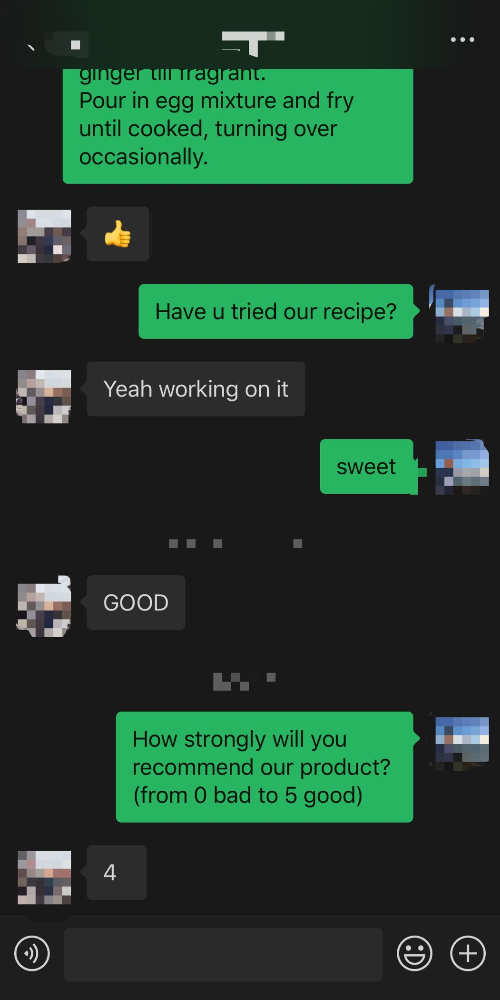 ginger till fragrant.
Pour in egg mixture and fry
until cooked, turning over
occasionally.
👍
Have u tried our recipe?
Yeah working on it
sweet
GOOD
How strongly will you
recommend our product?
(from 0 bad to 5 good)
4